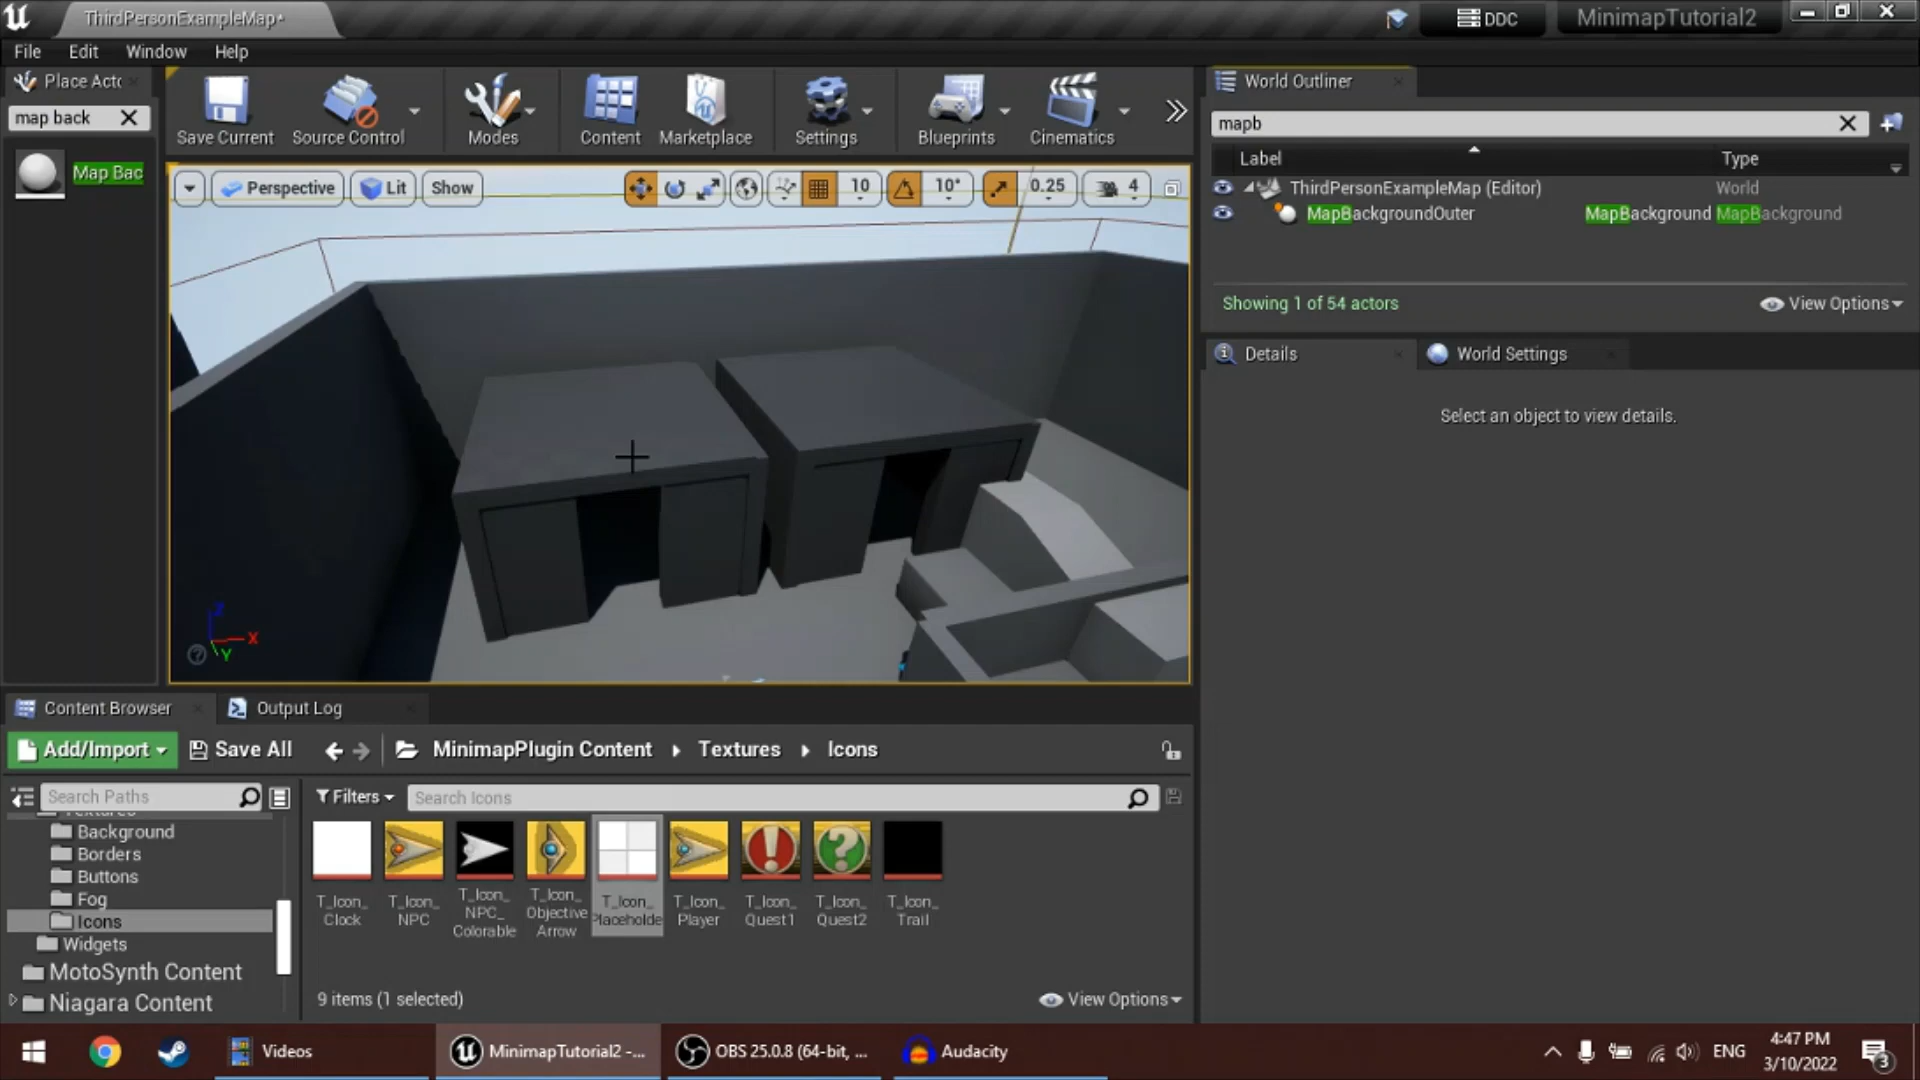 ThirdPersonExampleMap•
DDC
MinimapTutorial2
File
Edit
Window
Help
Place Acto
map back
Map Bac
Save Current
Source Control
Modes
Content
Marketplace
Settings
Blueprints
Cinematics
Perspective
Lit
Show
10
10°
0.25
4
Z
X
Y
World Outliner
mapb
Label
Type
ThirdPersonExampleMap (Editor)
World
MapBackgroundOuter
MapBackground MapBackground
Showing 1 of 54 actors
View Options
Details
World Settings
Select an object to view details.
Content Browser
Output Log
Add/Import
Save All
MinimapPlugin Content
Textures
Icons
Search Paths
Filters
Search Icons
Textures
Background
Borders
Buttons
Fog
Icons
Widgets
MotoSynth Content
Niagara Content
T_Icon_
Clock
T_Icon_
NPC
T_Icon_
NPC_
Colorable
T_Icon_
Objective
Arrow
T_Icon_
Placeholde
T_Icon_
Player
T_Icon_
Quest1
T_Icon_
Quest2
T_Icon_
Trail
9 items (1 selected)
View Options
Videos
MinimapTutorial2 -...
OBS 25.0.8 (64-bit, ...
Audacity
ENG
4:47 PM
3/10/2022
3